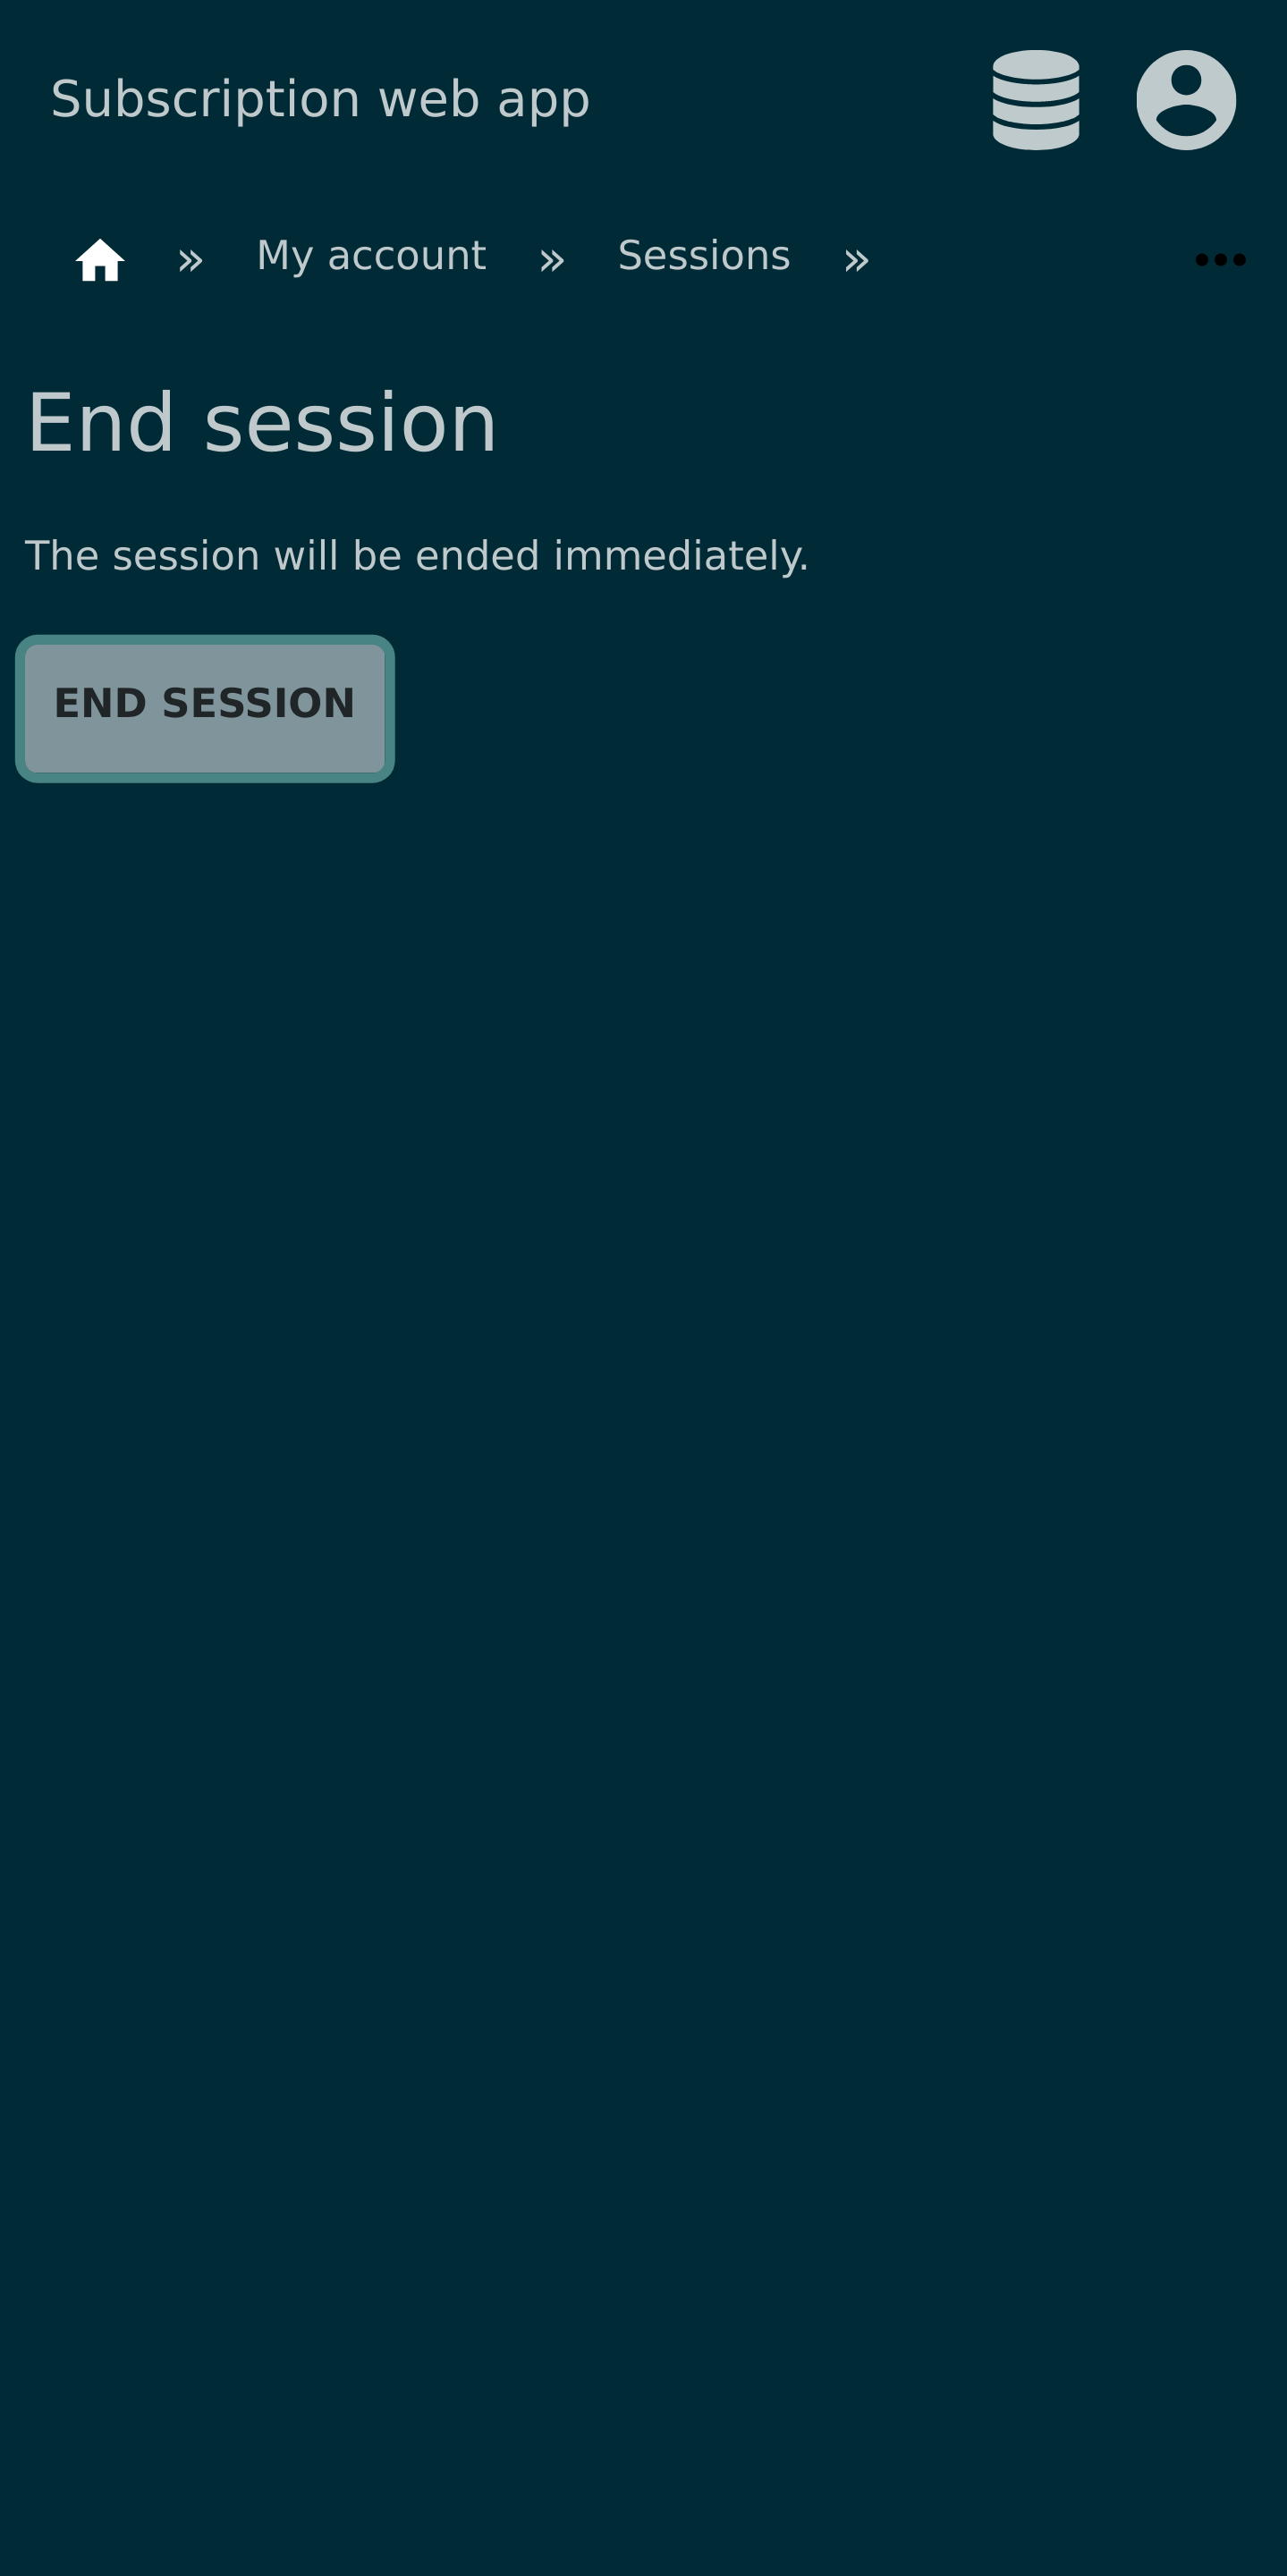 Subscription web app
» My account » Sessions »
End session
The session will be ended immediately.
END SESSION